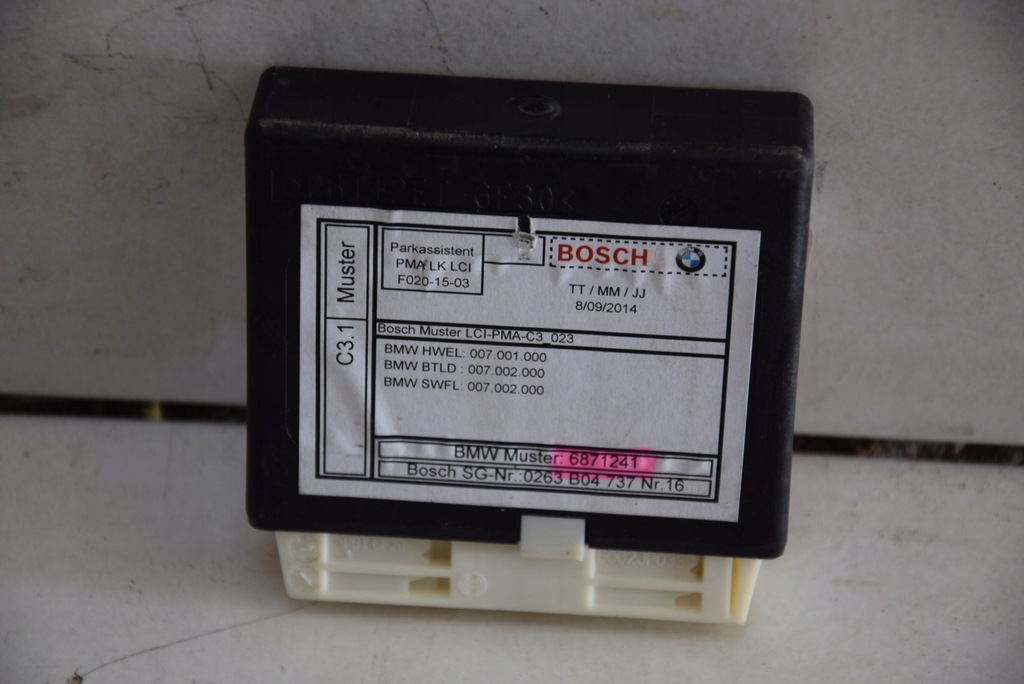 C3.1 Muster
Parkassistent
PMA LK LCI
F020-15-03
BOSCH
TT / MM / JJ
8/09/2014
Bosch Muster LCI-PMA-C3_023
BMW HWEL: 007.001.000
BMW BTLD : 007.002.000
BMW SWFL: 007.002.000
BMW Muster: 6871241
Bosch SG-Nr.:0263 B04 737 Nr.16